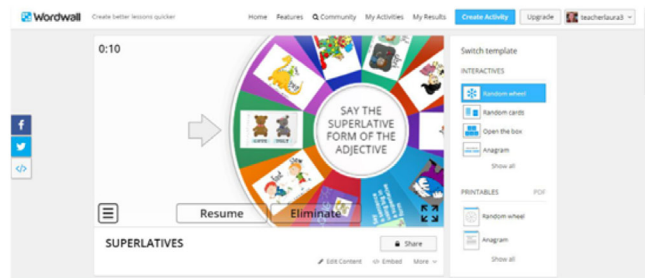 Wordwall
Create better lessons quicker
Home Features Community My Activities My Results Create Activity Upgrade teacherlaura3
0:10
SAY THE
SUPERLATIVE
FORM OF THE
ADJECTIVE
Resume
Eliminate
SUPERLATIVES
Share
Edit Content Embed More
Switch template
INTERACTIVES
Random wheel
Random cards
Open the box
Anagram
Show all
PRINTABLES PDF
Random wheel
Anagram
Show all